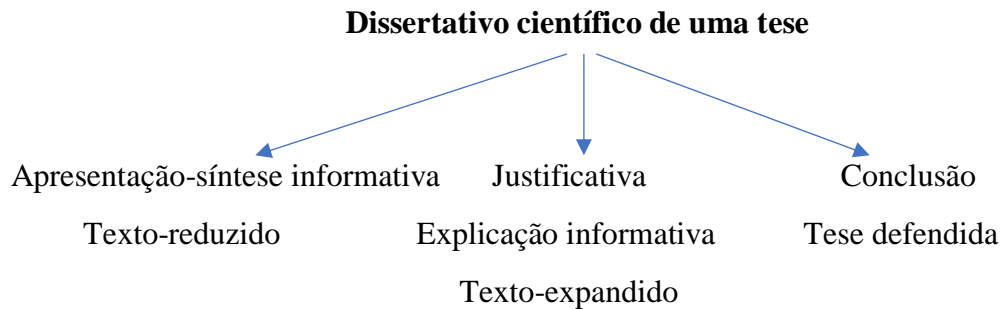 Dissertativo científico de uma tese
Apresentação-síntese informativa Justificativa Conclusão
Texto-reduzido Explicação informativa Tese defendida
Texto-expandido